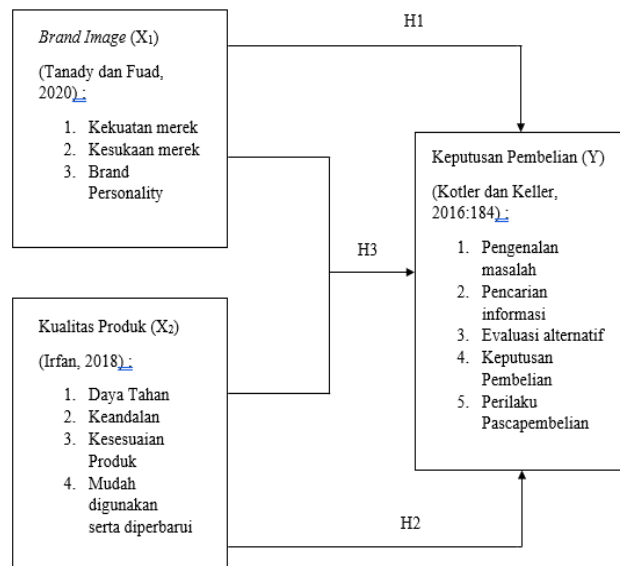 Brand Image (X₁)
(Tanady dan Fuad,
2020) :
1. Kekuatan merek
2. Kesukaan merek
3. Brand
Personality
H1
Keputusan Pembelian (Y)
(Kotler dan Keller,
2016:184) :
1. Pengenalan
masalah
2. Pencarian
informasi
3. Evaluasi alternatif
4. Keputusan
Pembelian
5. Perilaku
Pascapembelian
H3
Kualitas Produk (X₂)
(Irfan, 2018) :
1. Daya Tahan
2. Keandalan
3. Kesesuaian
Produk
4. Mudah
digunakan
serta diperbarui
H2